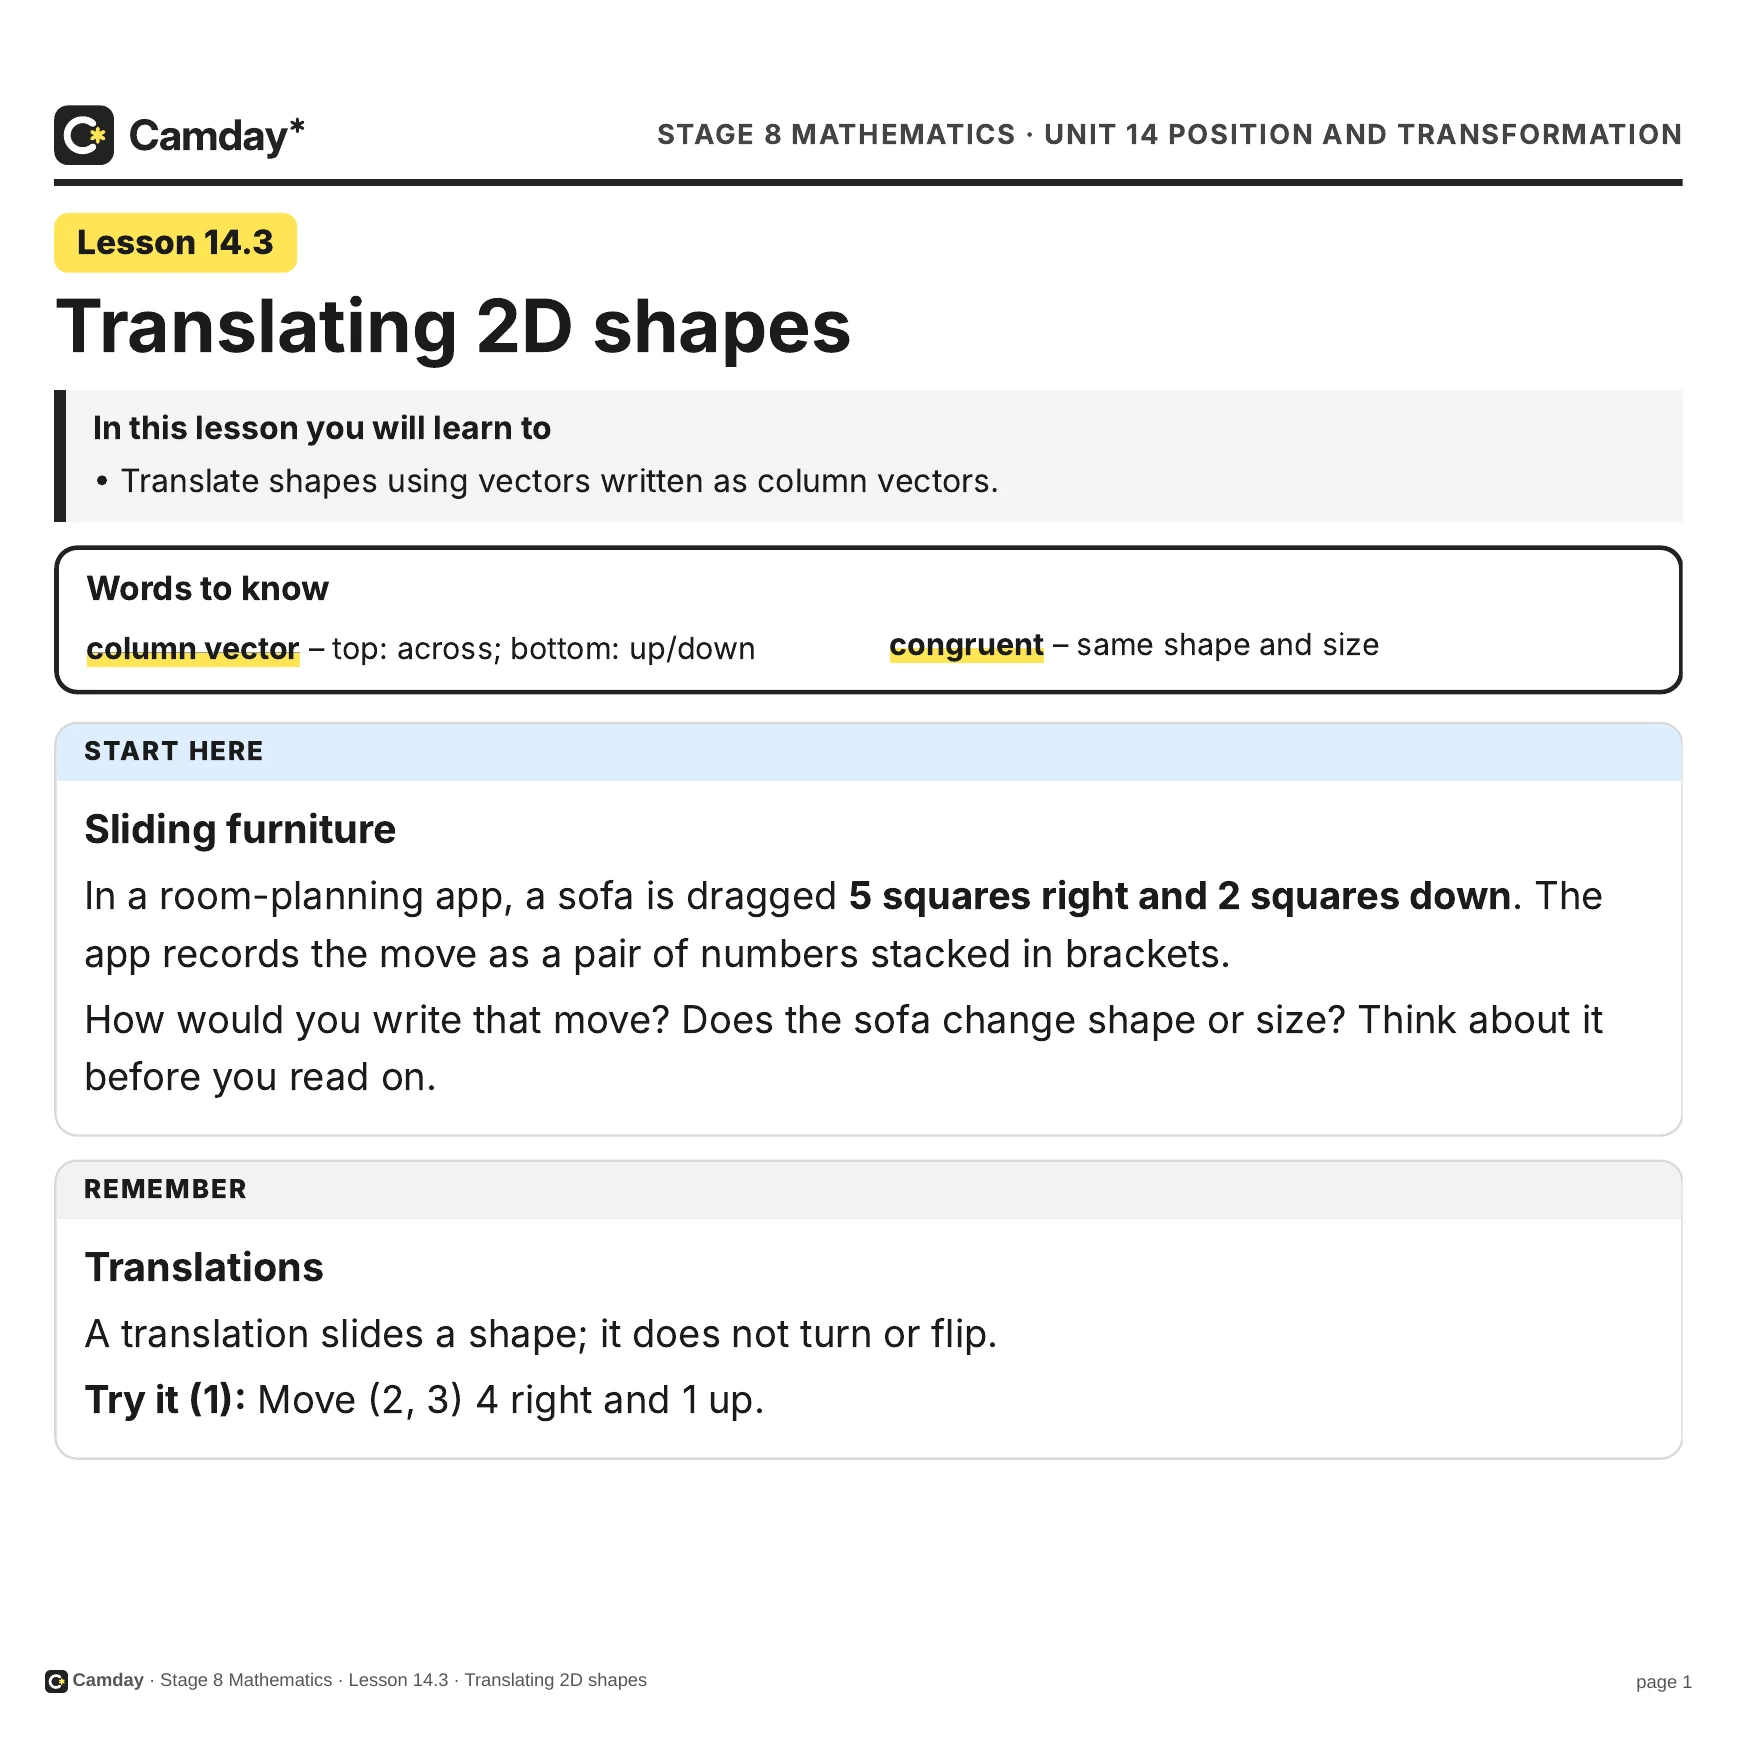 Camday*
STAGE 8 MATHEMATICS · UNIT 14 POSITION AND TRANSFORMATION
Lesson 14.3
Translating 2D shapes
In this lesson you will learn to
• Translate shapes using vectors written as column vectors.
Words to know
column vector – top: across; bottom: up/down
congruent – same shape and size
START HERE
Sliding furniture
In a room-planning app, a sofa is dragged 5 squares right and 2 squares down. The
app records the move as a pair of numbers stacked in brackets.
How would you write that move? Does the sofa change shape or size? Think about it
before you read on.
REMEMBER
Translations
A translation slides a shape; it does not turn or flip.
Try it (1): Move (2, 3) 4 right and 1 up.
Camday · Stage 8 Mathematics · Lesson 14.3 · Translating 2D shapes
page 1